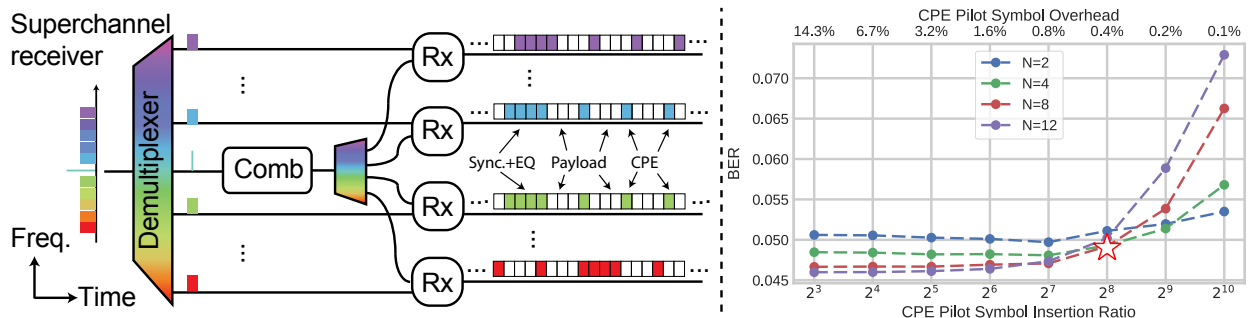 Superchannel
receiver
Demultiplexer
Freq.
Time
Comb
Rx
Rx
Rx
Rx
Sync.+EQ Payload CPE
CPE Pilot Symbol Overhead
14.3% 6.7% 3.2% 1.6% 0.8% 0.4% 0.2% 0.1%
N=2
N=4
N=8
N=12
BER
0.070
0.065
0.060
0.055
0.050
0.045
2³ 2⁴ 2⁵ 2⁶ 2⁷ 2⁸ 2⁹ 2¹⁰
CPE Pilot Symbol Insertion Ratio